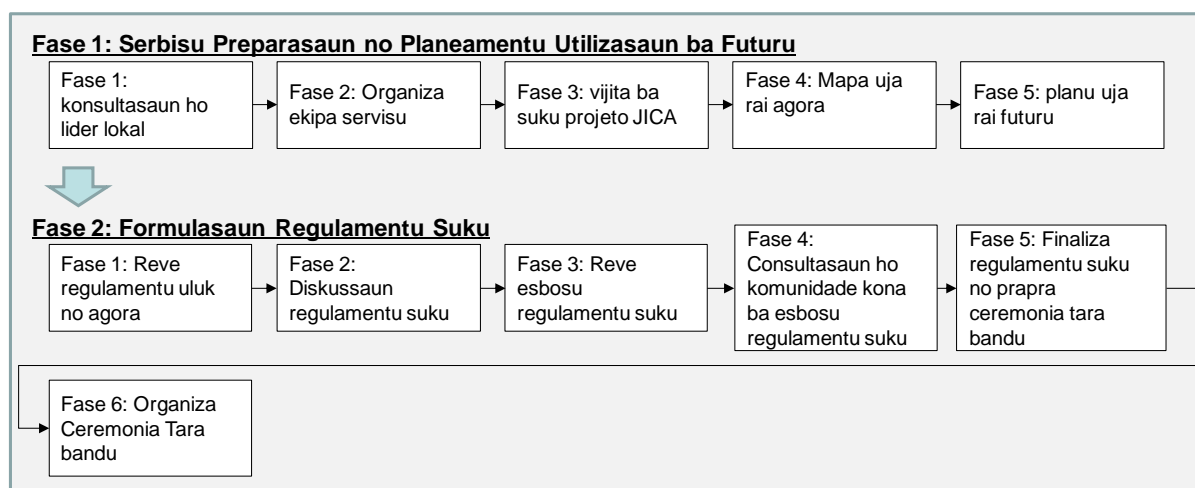 Fase 1: Serbisu Preparasaun no Planeamentu Utilizasaun ba Futuru
Fase 1:
konsultasaun ho
lider lokal
Fase 2: Organiza
ekipa servisu
Fase 3: vijita ba
suku projeto JICA
Fase 4: Mapa uja
rai agora
Fase 5: planu uja
rai futuru
Fase 2: Formulasaun Regulamentu Suku
Fase 1: Reve
regulamentu uluk
no agora
Fase 2:
Diskussaun
regulamentu suku
Fase 3: Reve
esbosu
regulamentu suku
Fase 4:
Consultasaun ho
komunidade kona
ba esbosu
regulamentu suku
Fase 5: Finaliza
regulamentu suku
no prapra
ceremonia tara
bandu
Fase 6: Organiza
Ceremonia Tara
bandu